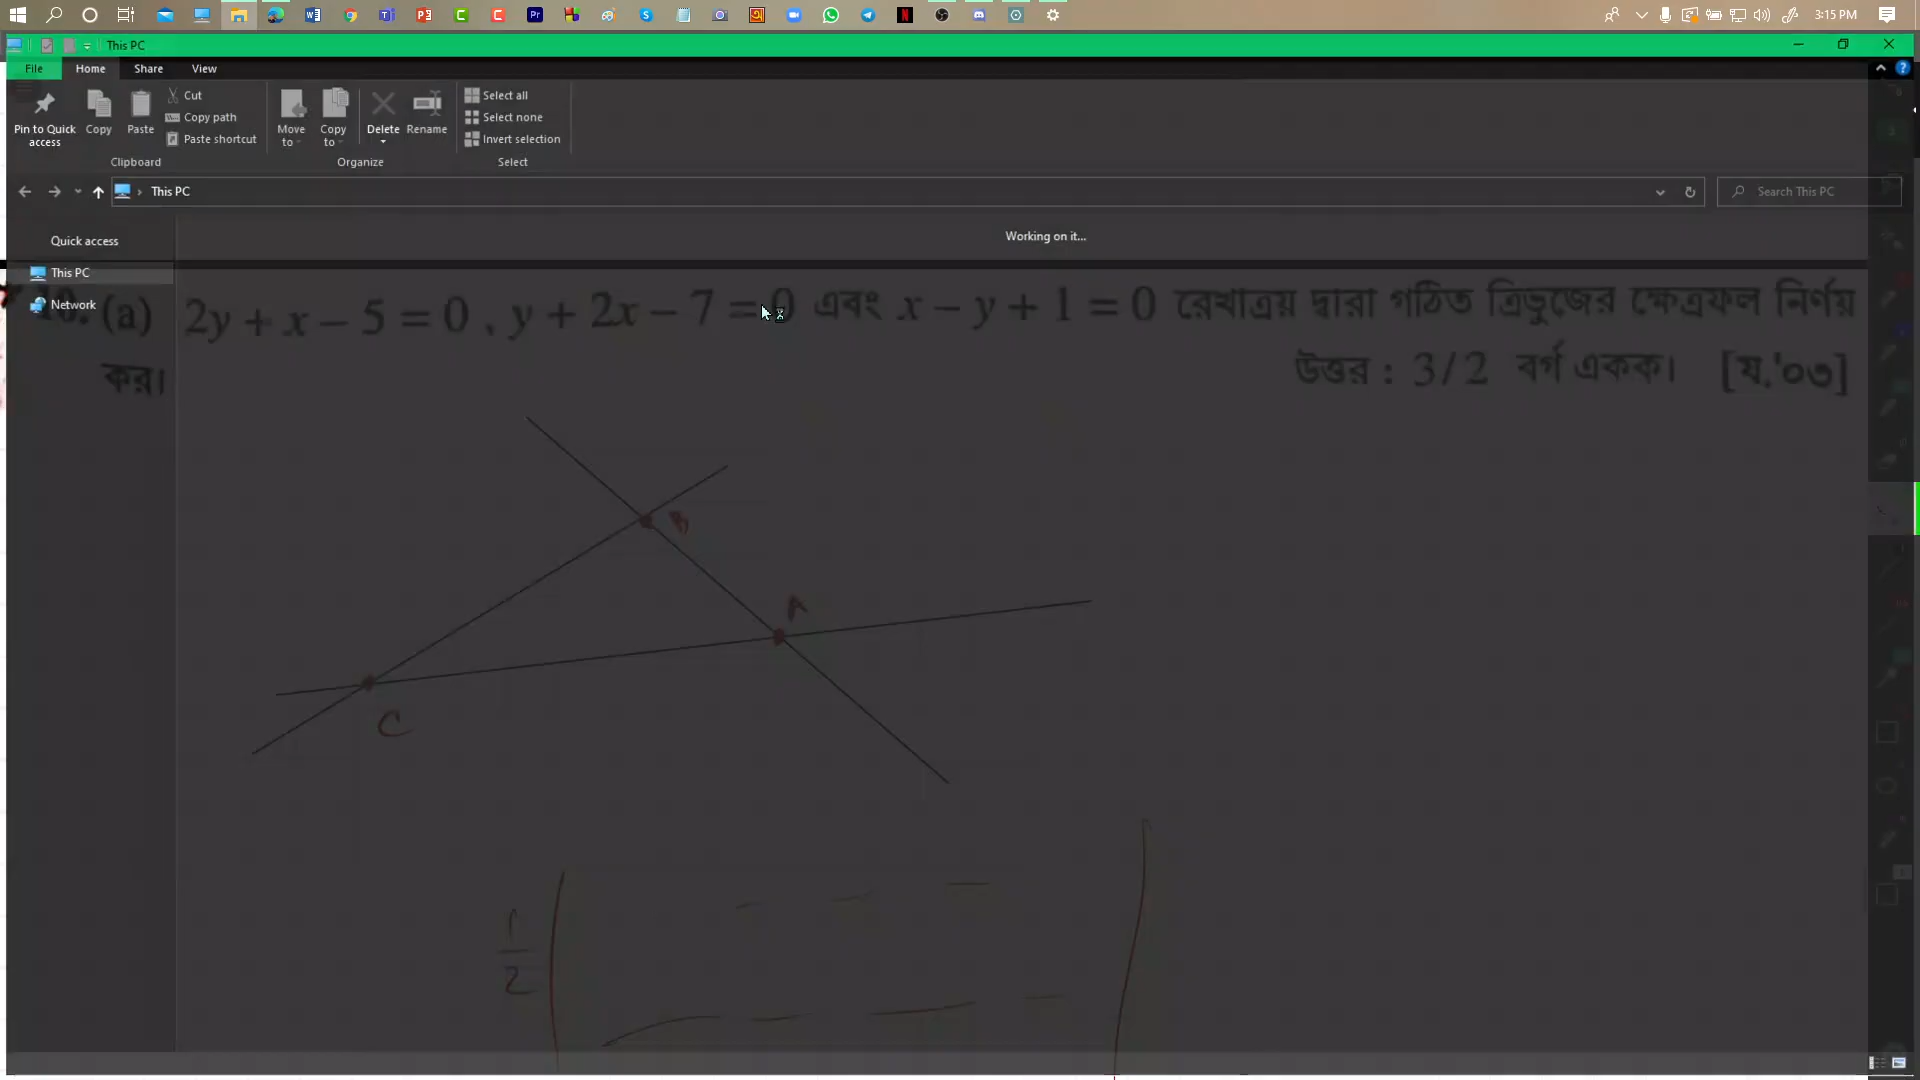 3:15 PM
This PC
File Home Share View
Pin to Quick access
Copy
Paste
Cut
Copy path
Paste shortcut
Move to
Copy to
Delete
Rename
Select all
Select none
Invert selection
Clipboard Organize Select
This PC
Search This PC
Quick access
Working on it...
This PC
Network
(a) 2y + x − 5 = 0 , y + 2x − 7 = 0 এবং x − y + 1 = 0 রেখাত্রয় দ্বারা গঠিত ত্রিভুজের ক্ষেত্রফল নির্ণয়
কর। উত্তর : 3/2 বর্গ একক। [য.'০৩]
B
A
C
1
2